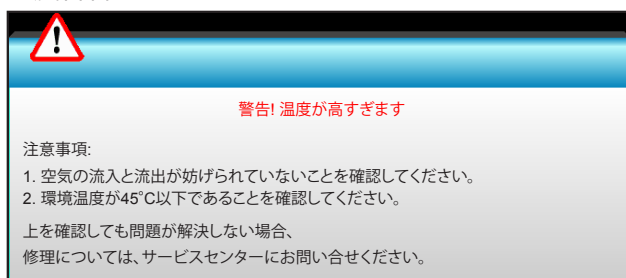 警告! 温度が高すぎます
注意事項:
1. 空気の流入と流出が妨げられていないことを確認してください。
2. 環境温度が45°C以下であることを確認してください。
上を確認しても問題が解決しない場合、
修理については、サービスセンターにお問い合せください。